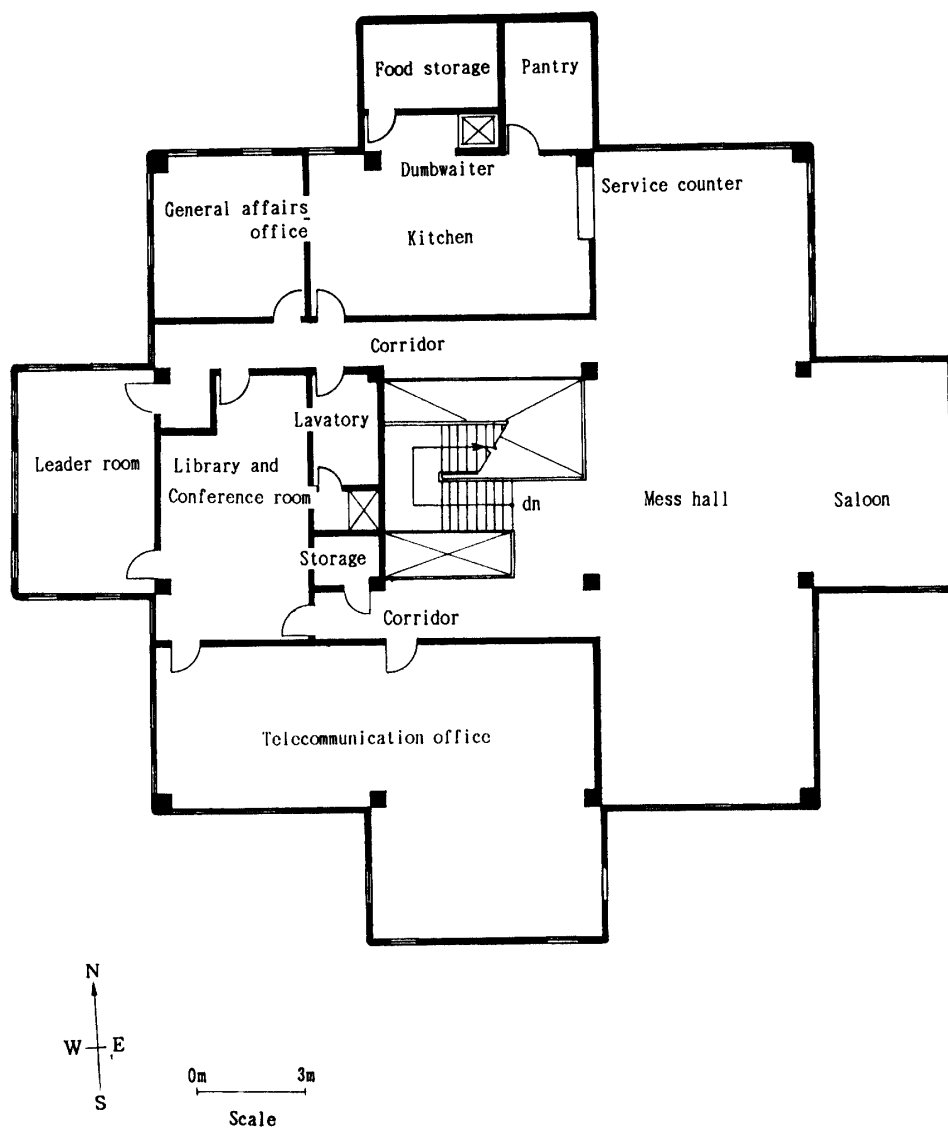 Food storage
Pantry
Dumbwaiter
Service counter
General affairs
office
Kitchen
Corridor
Lavatory
Leader room
Library and
Conference room
Mess hall
Saloon
dn
Storage
Corridor
Telecommunication office
N
W E
S
0m 3m
Scale